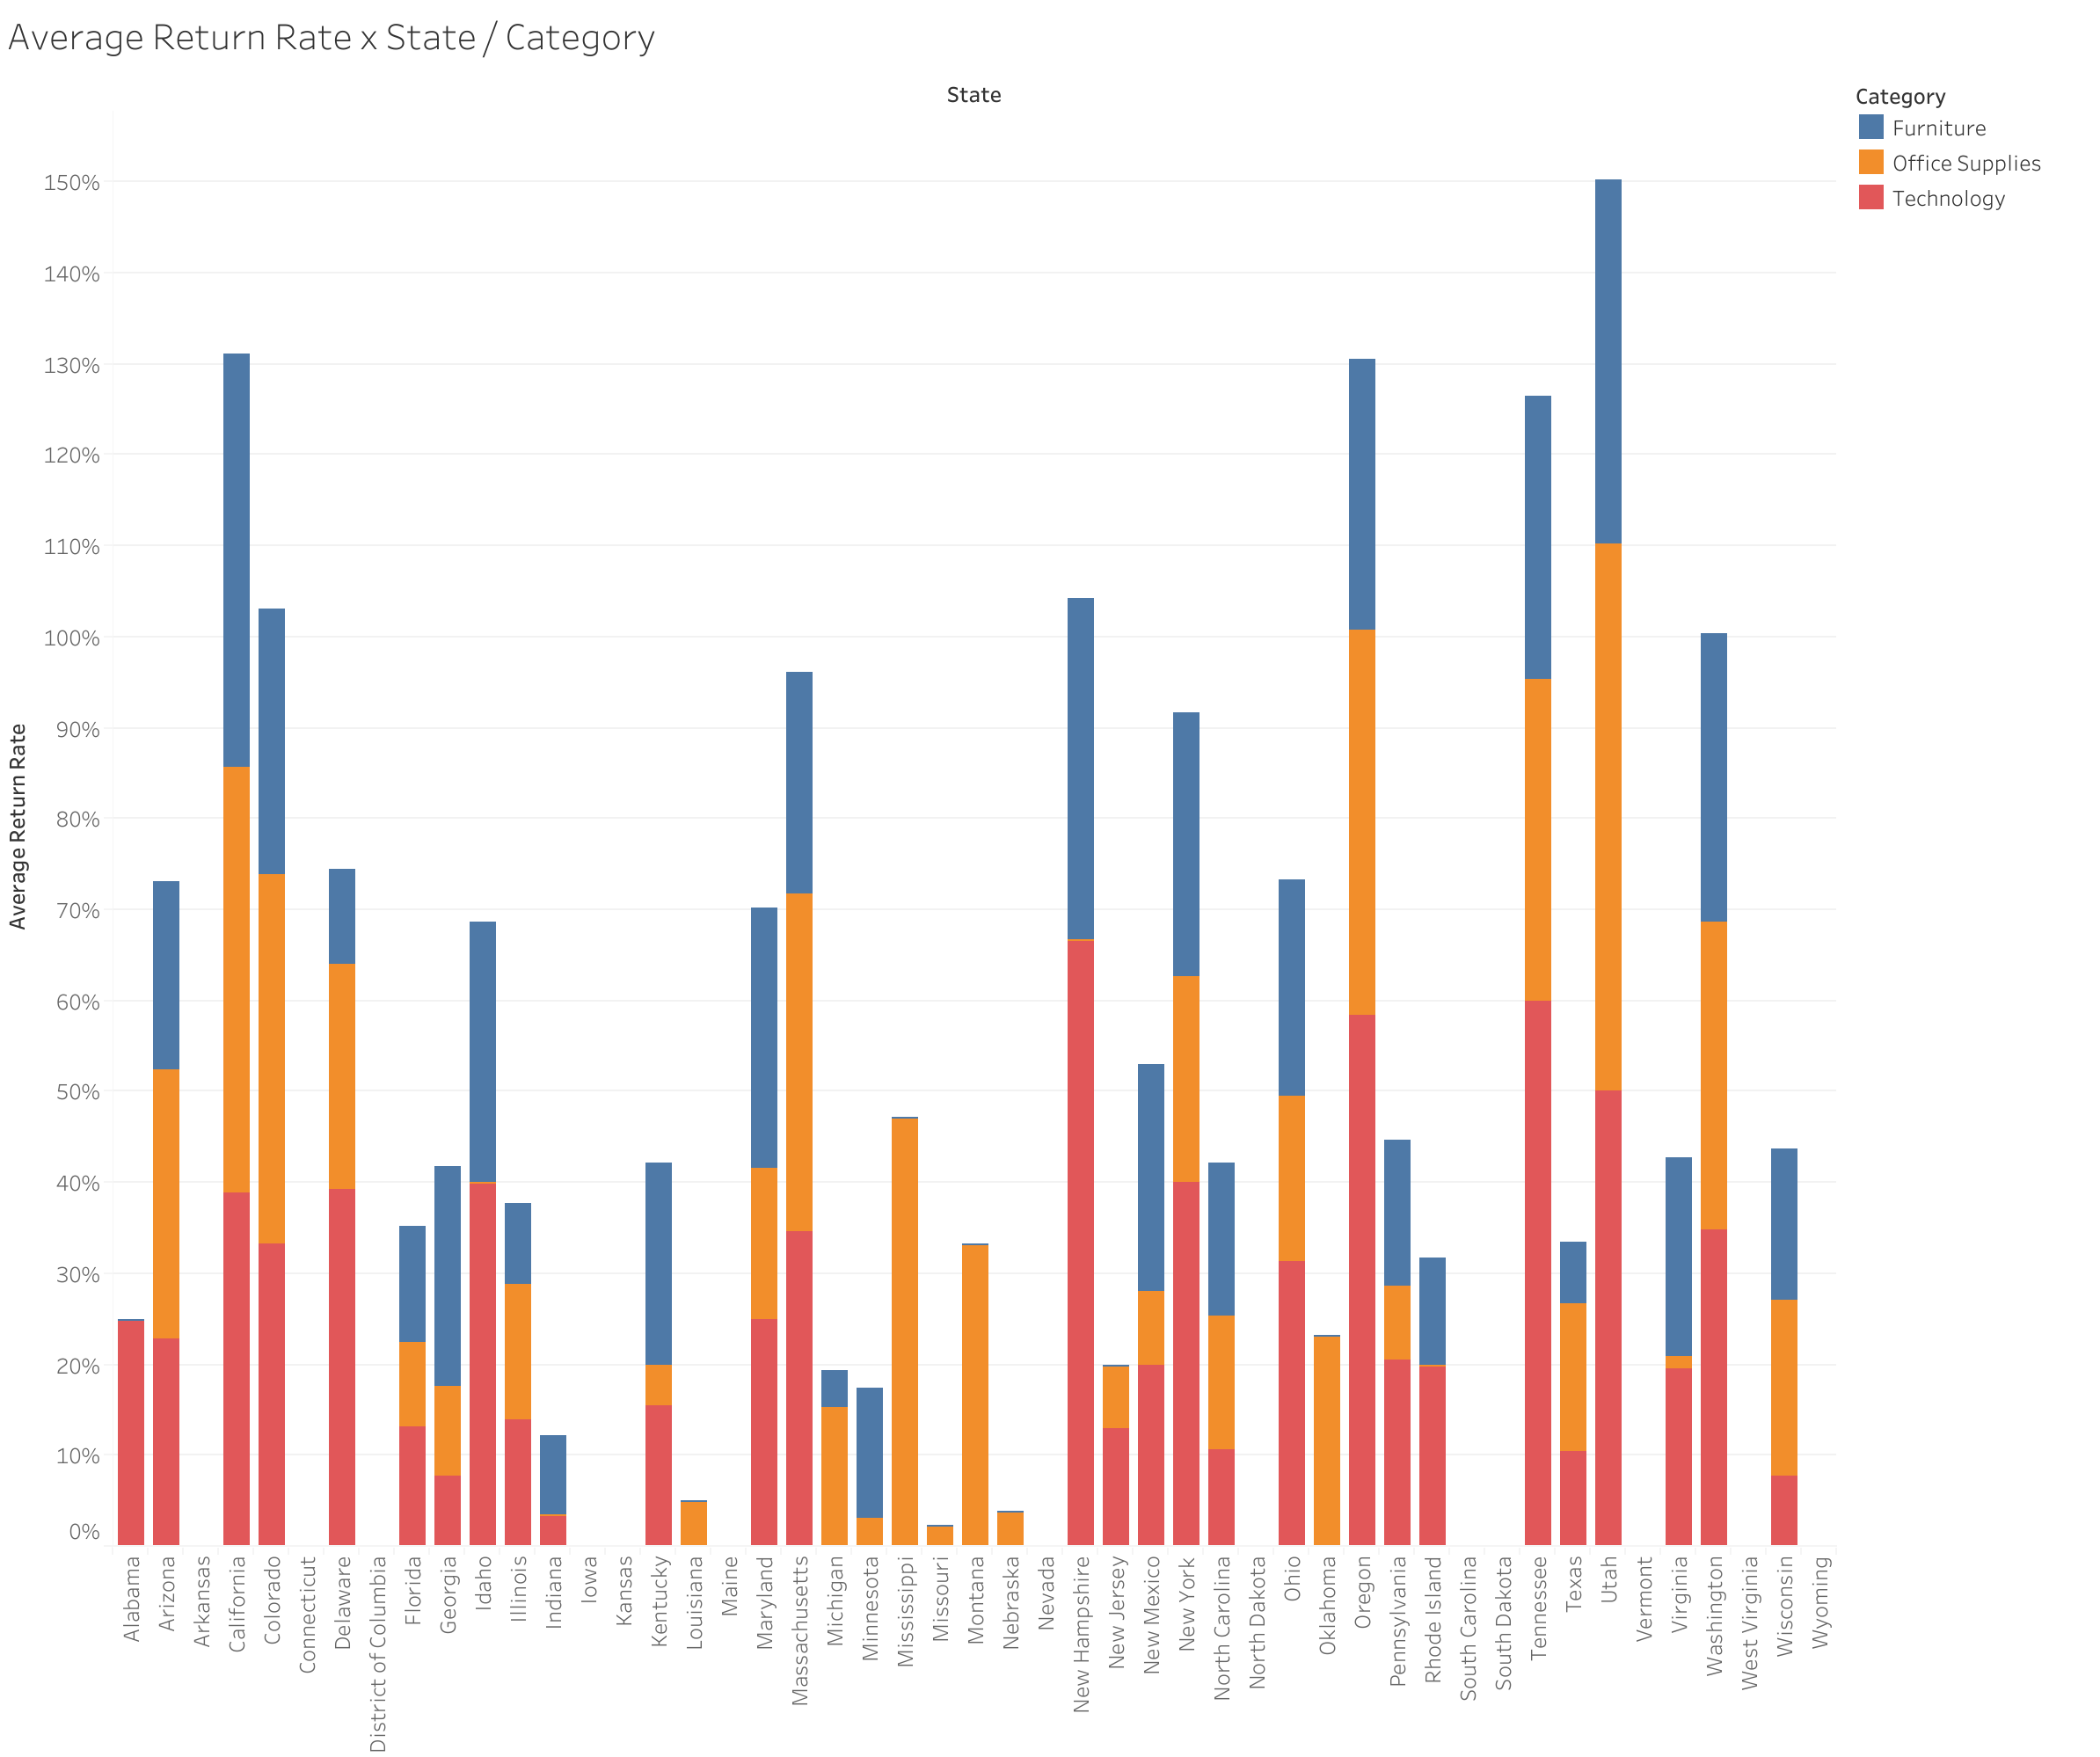 Average Return Rate x State / Category
State
Category
Furniture
Office Supplies
Technology
Average Return Rate
150%
140%
130%
120%
110%
100%
90%
80%
70%
60%
50%
40%
30%
20%
10%
0%
Alabama
Arizona
Arkansas
California
Colorado
Connecticut
Delaware
District of Columbia
Florida
Georgia
Idaho
Illinois
Indiana
Iowa
Kansas
Kentucky
Louisiana
Maine
Maryland
Massachusetts
Michigan
Minnesota
Mississippi
Missouri
Montana
Nebraska
Nevada
New Hampshire
New Jersey
New Mexico
New York
North Carolina
North Dakota
Ohio
Oklahoma
Oregon
Pennsylvania
Rhode Island
South Carolina
South Dakota
Tennessee
Texas
Utah
Vermont
Virginia
Washington
West Virginia
Wisconsin
Wyoming